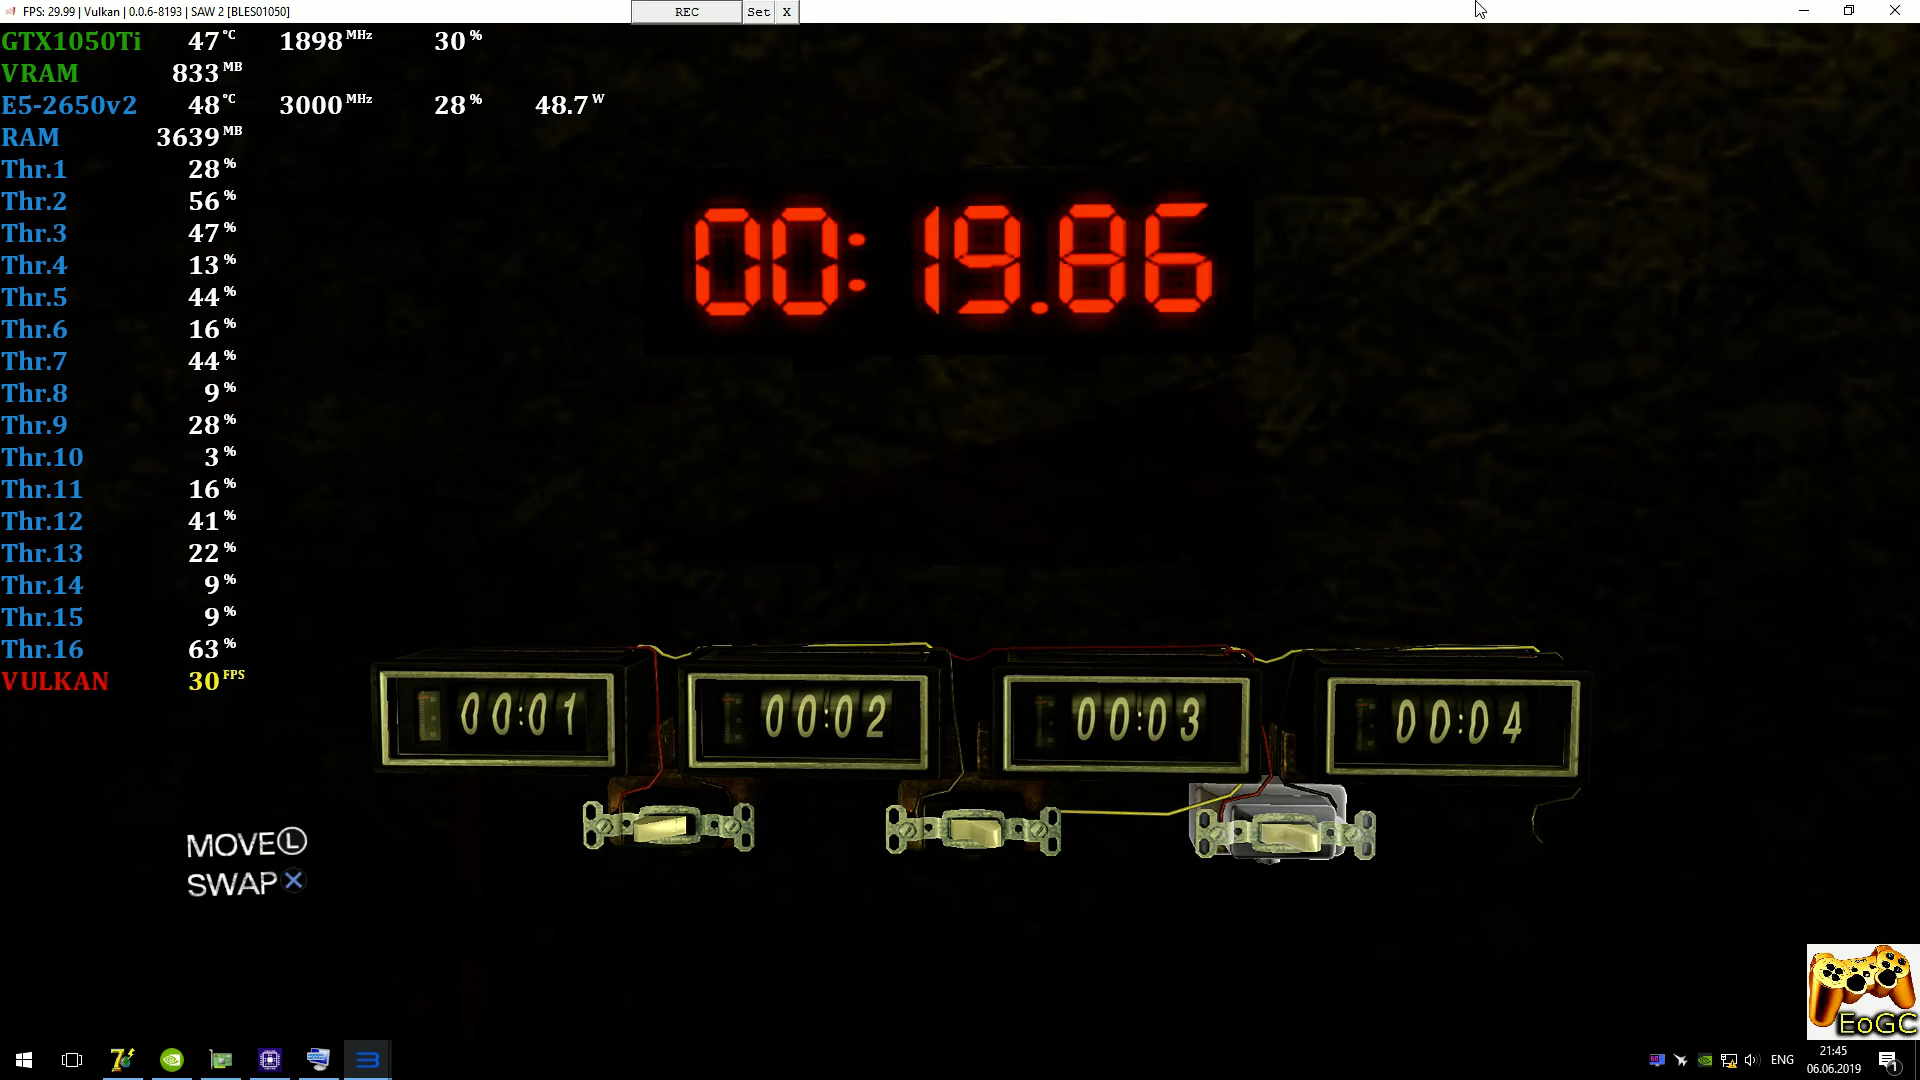 FPS: 29.99 | Vulkan | 0.0.6-8193 | SAW 2 [BLES01050]
REC Set X
GTX1050Ti 47 °C 1898 MHz 30 %
VRAM 833 MB
E5-2650v2 48 °C 3000 MHz 28 % 48.7 W
RAM 3639 MB
Thr.1 28 %
Thr.2 56 %
Thr.3 47 %
Thr.4 13 %
Thr.5 44 %
Thr.6 16 %
Thr.7 44 %
Thr.8 9 %
Thr.9 28 %
Thr.10 3 %
Thr.11 16 %
Thr.12 41 %
Thr.13 22 %
Thr.14 9 %
Thr.15 9 %
Thr.16 63 %
VULKAN 30 FPS
00:19.86
00:01 00:02 00:03 00:04
MOVE L
SWAP X
EoGC
ENG 21:45
06.06.2019 1